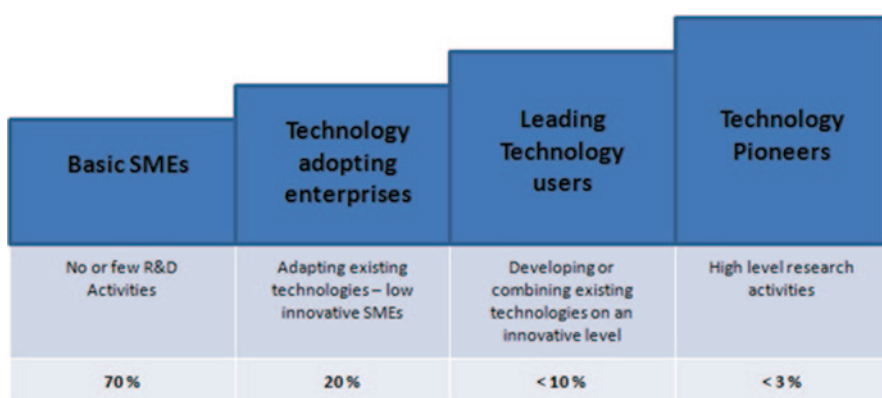 Basic SMEs
Technology
adopting
enterprises
Leading
Technology
users
Technology
Pioneers
No or few R&D
Activities
Adapting existing
technologies – low
innovative SMEs
Developing or
combining existing
technologies on an
innovative level
High level research
activities
70 %
20 %
< 10 %
< 3 %